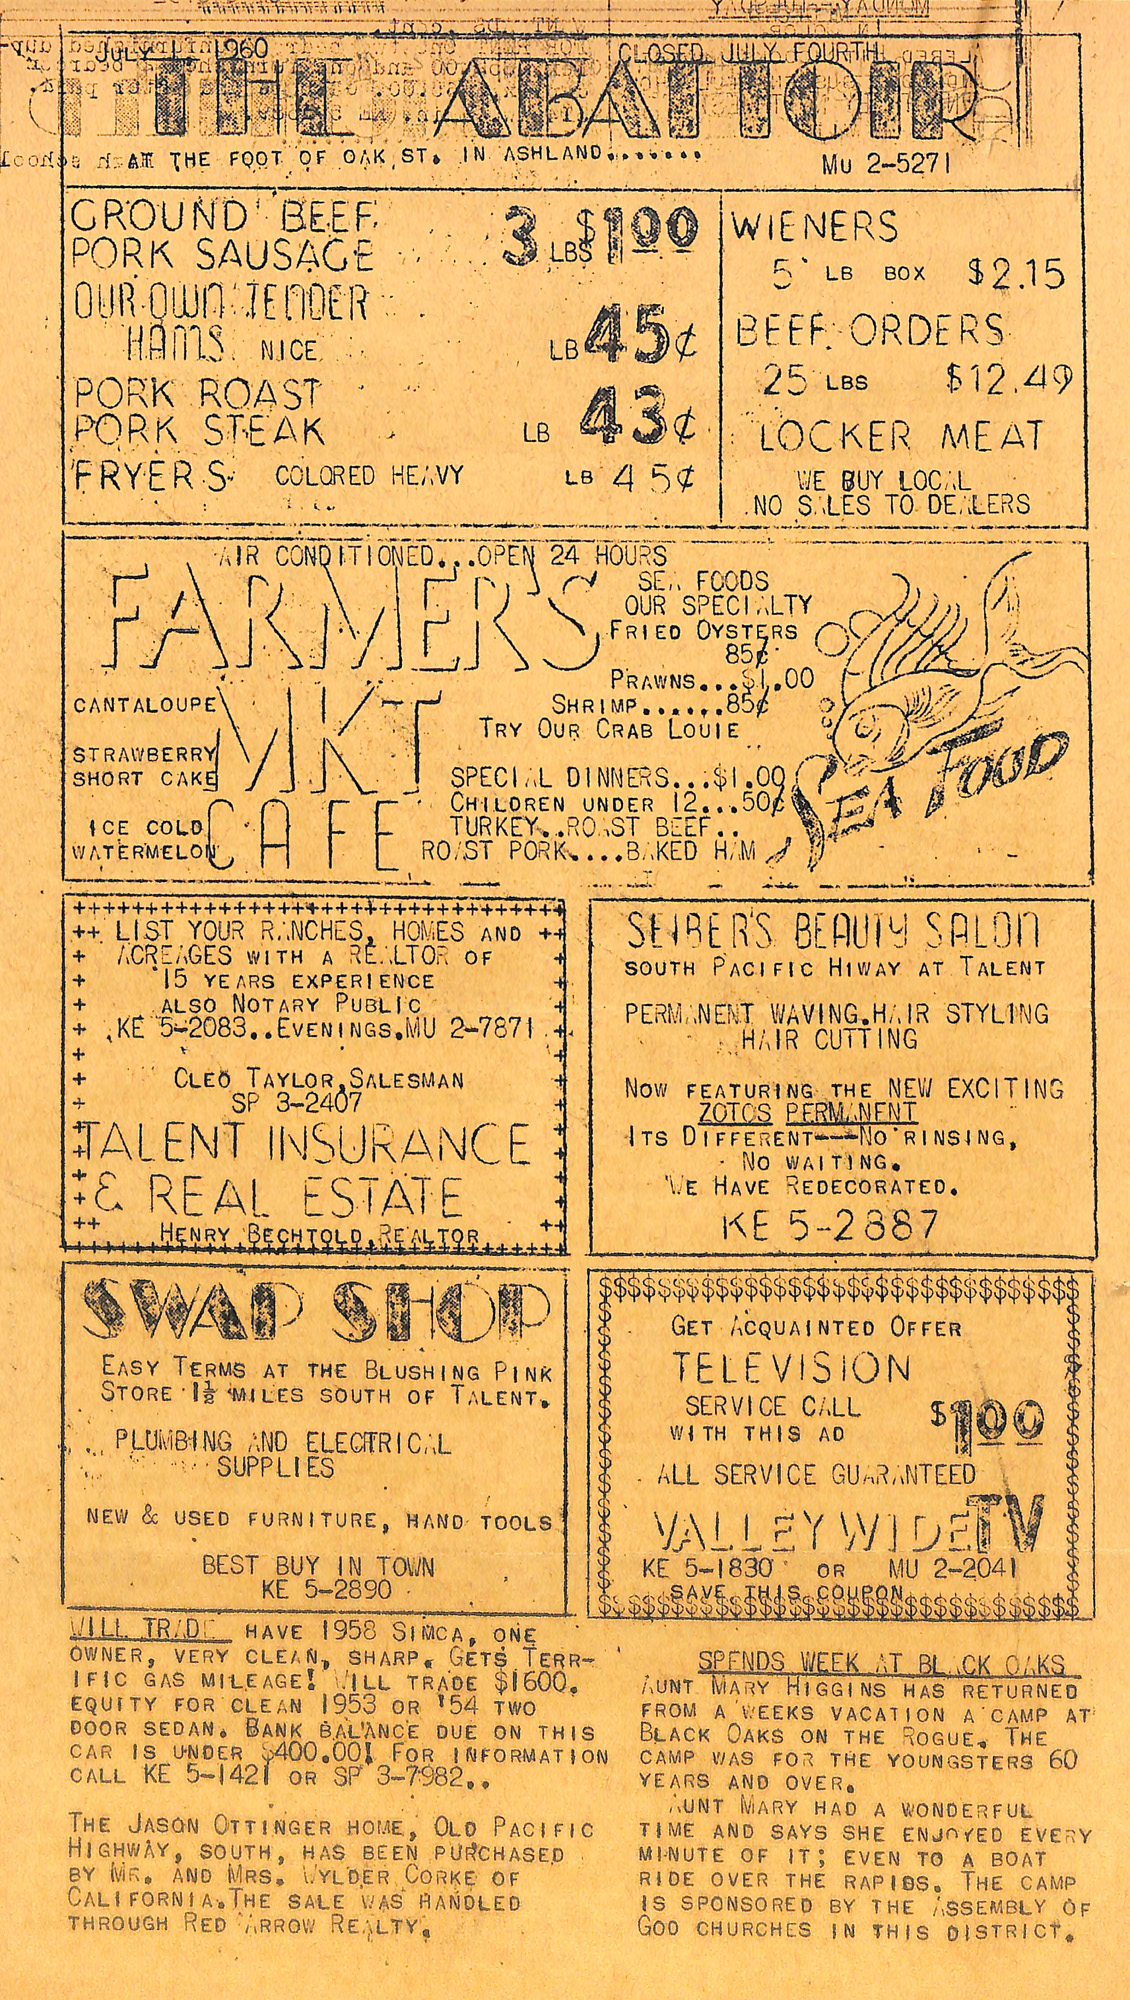 JULY 1960
CLOSED JULY FOURTH
THE ABATTOIR
AT THE FOOT OF OAK ST. IN ASHLAND........
MU 2-5271
GROUND BEEF
PORK SAUSAGE
3 LBS $1.00
OUR OWN TENDER
HAMS NICE
LB 45¢
PORK ROAST
PORK STEAK
LB 43¢
FRYERS COLORED HEAVY LB 45¢
WIENERS
5 LB BOX $2.15
BEEF ORDERS
25 LBS $12.49
LOCKER MEAT
WE BUY LOCAL
NO SALES TO DEALERS
AIR CONDITIONED...OPEN 24 HOURS
FARMER'S
MKT
CAFE
CANTALOUPE
STRAWBERRY
SHORT CAKE
ICE COLD
WATERMELON
SEA FOODS
OUR SPECIALTY
FRIED OYSTERS
85¢
PRAWNS...$1.00
SHRIMP......85¢
TRY OUR CRAB LOUIE
SPECIAL DINNERS...$1.00
CHILDREN UNDER 12...50¢
TURKEY..ROAST BEEF..
ROAST PORK....BAKED HAM
SEA FOOD
LIST YOUR RANCHES, HOMES AND
ACREAGES WITH A REALTOR OF
15 YEARS EXPERIENCE
ALSO NOTARY PUBLIC
KE 5-2083..EVENINGS.MU 2-7871
CLEO TAYLOR,SALESMAN
SP 3-2407
TALENT INSURANCE
& REAL ESTATE
HENRY BECHTOLD,REALTOR
SEIBER'S BEAUTY SALON
SOUTH PACIFIC HIWAY AT TALENT
PERMANENT WAVING.HAIR STYLING
HAIR CUTTING
NOW FEATURING THE NEW EXCITING
ZOTOS PERMANENT
ITS DIFFERENT---NO RINSING,
NO WAITING.
WE HAVE REDECORATED.
KE 5-2887
SWAP SHOP
EASY TERMS AT THE BLUSHING PINK
STORE 1½ MILES SOUTH OF TALENT.
PLUMBING AND ELECTRICAL
SUPPLIES
NEW & USED FURNITURE, HAND TOOLS
BEST BUY IN TOWN
KE 5-2890
GET ACQUAINTED OFFER
TELEVISION
SERVICE CALL
WITH THIS AD
$1.00
ALL SERVICE GUARANTEED
VALLEY WIDE TV
KE 5-1830 OR MU 2-2041
SAVE THIS COUPON
WILL TRADE HAVE 1958 SIMCA, ONE
OWNER, VERY CLEAN, SHARP. GETS TERR-
IFIC GAS MILEAGE! WILL TRADE $1600.
EQUITY FOR CLEAN 1953 OR '54 TWO
DOOR SEDAN. BANK BALANCE DUE ON THIS
CAR IS UNDER $400.00! FOR INFORMATION
CALL KE 5-1421 OR SP 3-7982..
THE JASON OTTINGER HOME, OLD PACIFIC
HIGHWAY, SOUTH, HAS BEEN PURCHASED
BY MR. AND MRS. WYLDER CORKE OF
CALIFORNIA.THE SALE WAS HANDLED
THROUGH RED ARROW REALTY.
SPENDS WEEK AT BLACK OAKS
AUNT MARY HIGGINS HAS RETURNED
FROM A WEEKS VACATION A CAMP AT
BLACK OAKS ON THE ROGUE. THE
CAMP WAS FOR THE YOUNGSTERS 60
YEARS AND OVER.
AUNT MARY HAD A WONDERFUL
TIME AND SAYS SHE ENJOYED EVERY
MINUTE OF IT; EVEN TO A BOAT
RIDE OVER THE RAPIDS. THE CAMP
IS SPONSORED BY THE ASSEMBLY OF
GOD CHURCHES IN THIS DISTRICT.